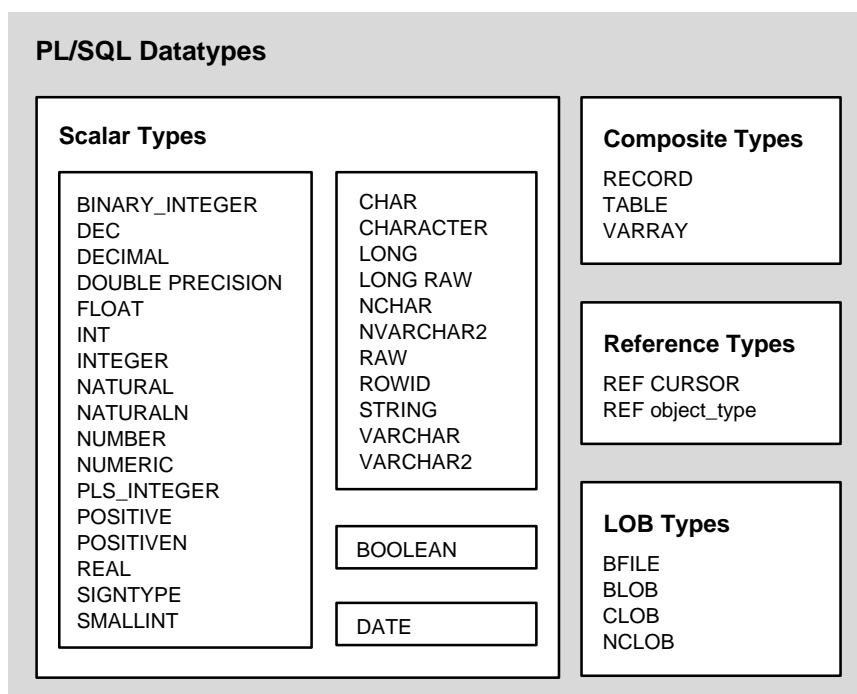 PL/SQL Datatypes
Scalar Types
BINARY_INTEGER
DEC
DECIMAL
DOUBLE PRECISION
FLOAT
INT
INTEGER
NATURAL
NATURALN
NUMBER
NUMERIC
PLS_INTEGER
POSITIVE
POSITIVEN
REAL
SIGNTYPE
SMALLINT
CHAR
CHARACTER
LONG
LONG RAW
NCHAR
NVARCHAR2
RAW
ROWID
STRING
VARCHAR
VARCHAR2
BOOLEAN
DATE
Composite Types
RECORD
TABLE
VARRAY
Reference Types
REF CURSOR
REF object_type
LOB Types
BFILE
BLOB
CLOB
NCLOB